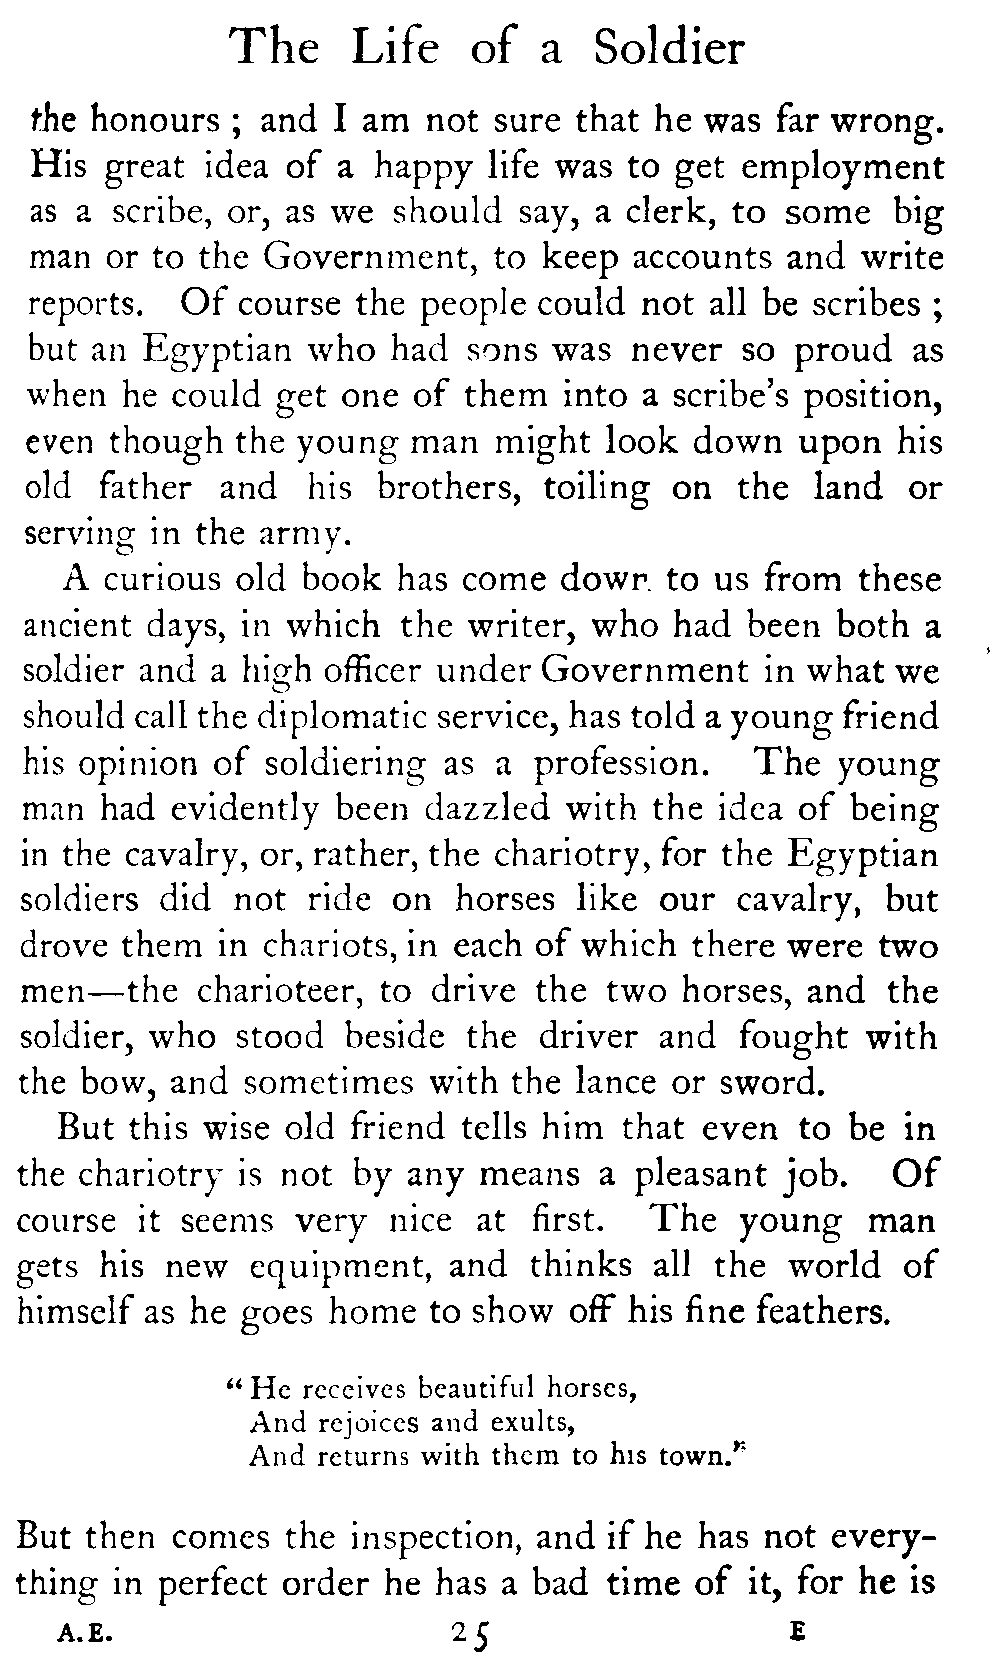 The Life of a Soldier
the honours ; and I am not sure that he was far wrong.
His great idea of a happy life was to get employment
as a scribe, or, as we should say, a clerk, to some big
man or to the Government, to keep accounts and write
reports. Of course the people could not all be scribes ;
but an Egyptian who had sons was never so proud as
when he could get one of them into a scribe's position,
even though the young man might look down upon his
old father and his brothers, toiling on the land or
serving in the army.
A curious old book has come down to us from these
ancient days, in which the writer, who had been both a
soldier and a high officer under Government in what we
should call the diplomatic service, has told a young friend
his opinion of soldiering as a profession. The young
man had evidently been dazzled with the idea of being
in the cavalry, or, rather, the chariotry, for the Egyptian
soldiers did not ride on horses like our cavalry, but
drove them in chariots, in each of which there were two
men—the charioteer, to drive the two horses, and the
soldier, who stood beside the driver and fought with
the bow, and sometimes with the lance or sword.
But this wise old friend tells him that even to be in
the chariotry is not by any means a pleasant job. Of
course it seems very nice at first. The young man
gets his new equipment, and thinks all the world of
himself as he goes home to show off his fine feathers.
“ He receives beautiful horses,
And rejoices and exults,
And returns with them to his town.”
But then comes the inspection, and if he has not every-
thing in perfect order he has a bad time of it, for he is
A.E. 25 E